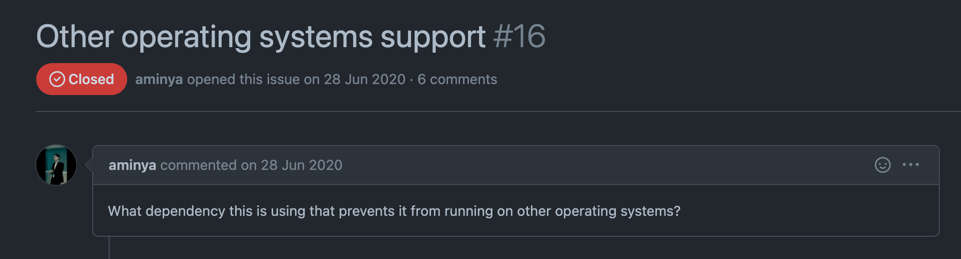 Other operating systems support #16
Closed aminya opened this issue on 28 Jun 2020 · 6 comments
aminya commented on 28 Jun 2020
What dependency this is using that prevents it from running on other operating systems?